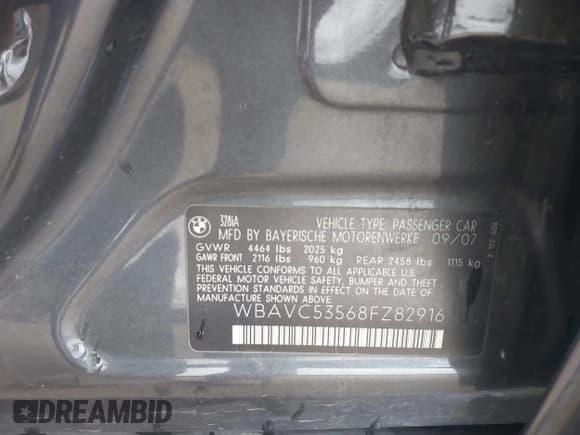 BMW
328iA
VEHICLE TYPE: PASSENGER CAR
MFD BY BAYERISCHE MOTORENWERKE 09/07
GVWR 4464 lbs 2025 kg
GAWR FRONT 2116 lbs 960 kg REAR 2458 lbs 1115 kg
THIS VEHICLE CONFORMS TO ALL APPLICABLE U.S.
FEDERAL MOTOR VEHICLE SAFETY, BUMPER AND THEFT
PREVENTION STANDARDS IN EFFECT ON THE DATE OF
MANUFACTURE SHOWN ABOVE.
WBAVC53568FZ82916
DREAMBID